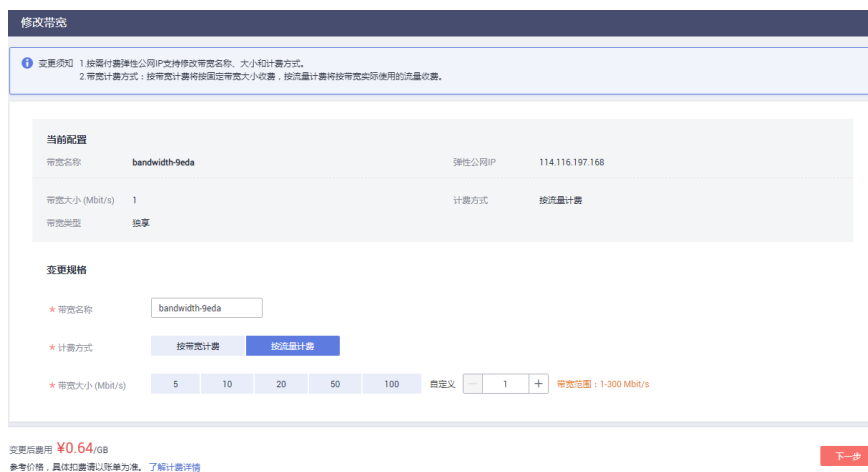 修改带宽
变更须知 1.按需付费弹性公网IP支持修改带宽名称、大小和计费方式。
2.带宽计费方式：按带宽计费将按固定带宽大小收费，按流量计费将按带宽实际使用的流量收费。
当前配置
带宽名称 bandwidth-9eda 弹性公网IP 114.116.197.168
带宽大小 (Mbit/s) 1 计费方式 按流量计费
带宽类型 独享
变更规格
* 带宽名称 bandwidth-9eda
* 计费方式 按带宽计费 按流量计费
* 带宽大小 (Mbit/s) 5 10 20 50 100 自定义 － 1 + 带宽范围：1-300 Mbit/s
变更后费用 ¥0.64/GB
参考价格，具体扣费请以账单为准。 了解计费详情 下一步